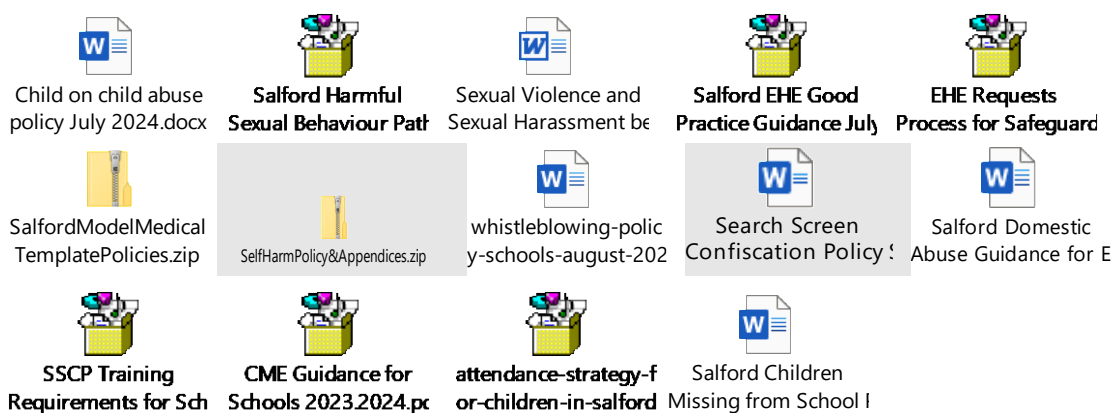 Child on child abuse
policy July 2024.docx
Salford Harmful
Sexual Behaviour Path
Sexual Violence and
Sexual Harassment be
Salford EHE Good
Practice Guidance July
EHE Requests
Process for Safeguard
SalfordModelMedical
TemplatePolicies.zip
SelfHarmPolicy&Appendices.zip
whistleblowing-polic
y-schools-august-202
Search Screen
Confiscation Policy S
Salford Domestic
Abuse Guidance for E
SSCP Training
Requirements for Sch
CME Guidance for
Schools 2023.2024.pd
attendance-strategy-f
or-children-in-salford
Salford Children
Missing from School P